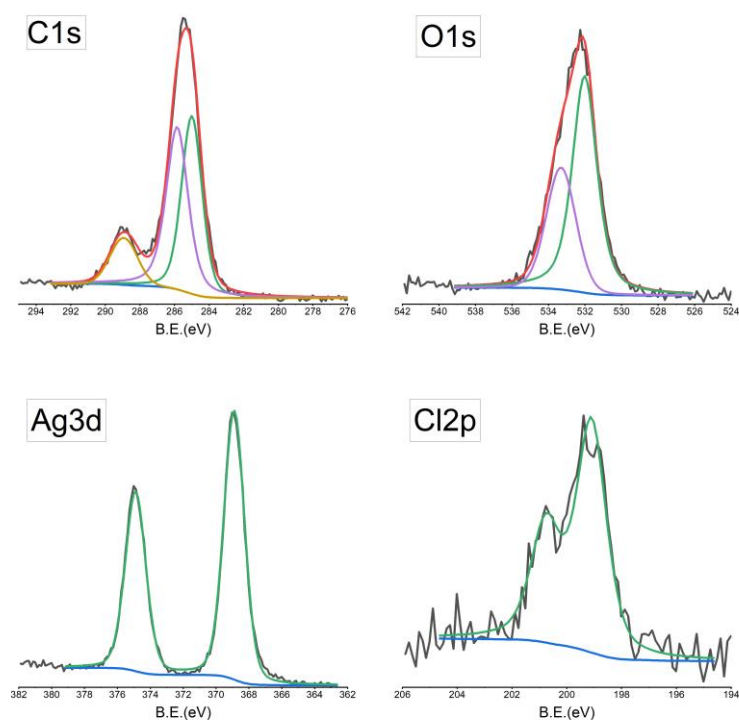 C1s
294 292 290 288 286 284 282 280 278 276
B.E.(eV)
O1s
542 540 538 536 534 532 530 528 526 524
B.E.(eV)
Ag3d
382 380 378 376 374 372 370 368 366 364 362
B.E.(eV)
Cl2p
206 204 202 200 198 196 194
B.E.(eV)